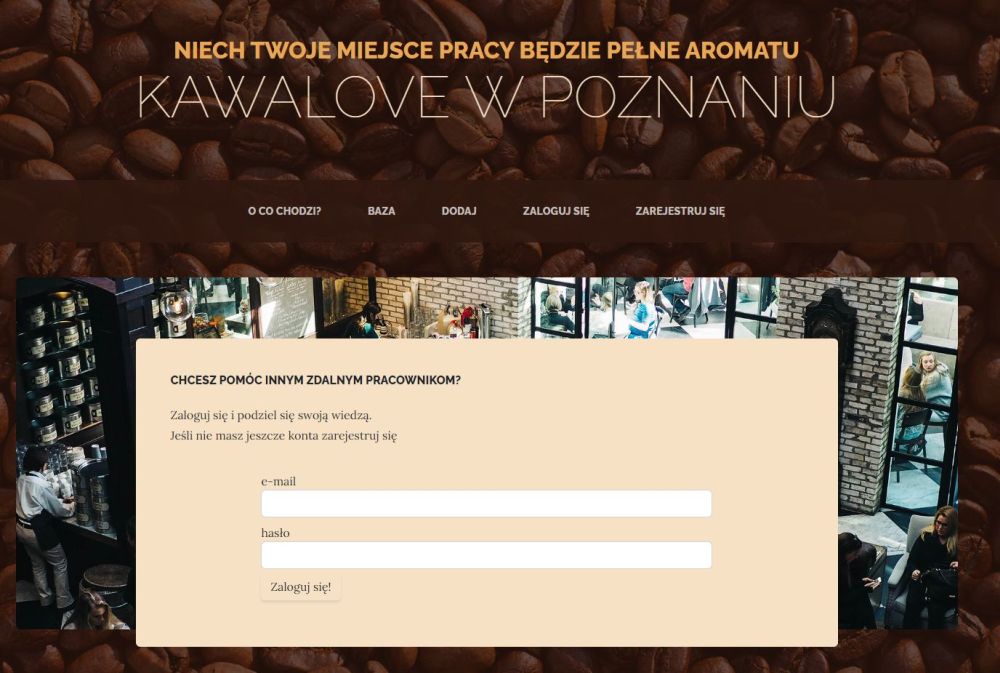 NIECH TWOJE MIEJSCE PRACY BĘDZIE PEŁNE AROMATU
KAWALOVE W POZNANIU
O CO CHODZI?
BAZA
DODAJ
ZALOGUJ SIĘ
ZAREJESTRUJ SIĘ
CHCESZ POMÓC INNYM ZDALNYM PRACOWNIKOM?
Zaloguj się i podziel się swoją wiedzą.
Jeśli nie masz jeszcze konta zarejestruj się
e-mail
hasło
Zaloguj się!